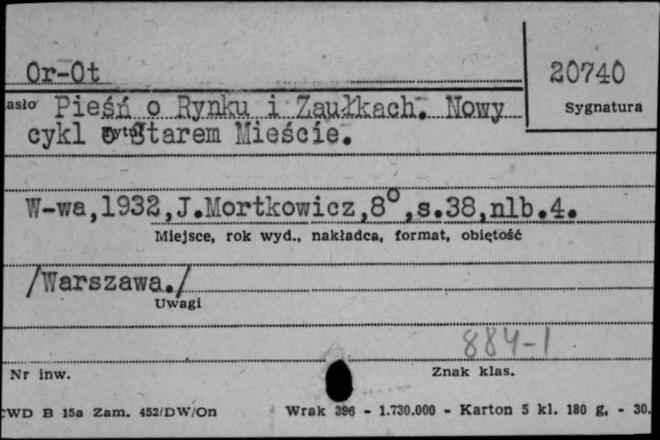 Or-Ot
20740
asło Pieśń o Rynku i Zaułkach. Nowy
Sygnatura
cykl o Starem Mieście.
W-wa,1932,J.Mortkowicz,8°,s.38,nlb.4.
Miejsce, rok wyd., nakładca, format, objętość
/Warszawa./
Uwagi
884-1
Nr inw.
Znak klas.
CWD B 15a Zam. 452/DW/On Wrak 396 - 1.730.000 - Karton 5 kl. 180 g, - 30.